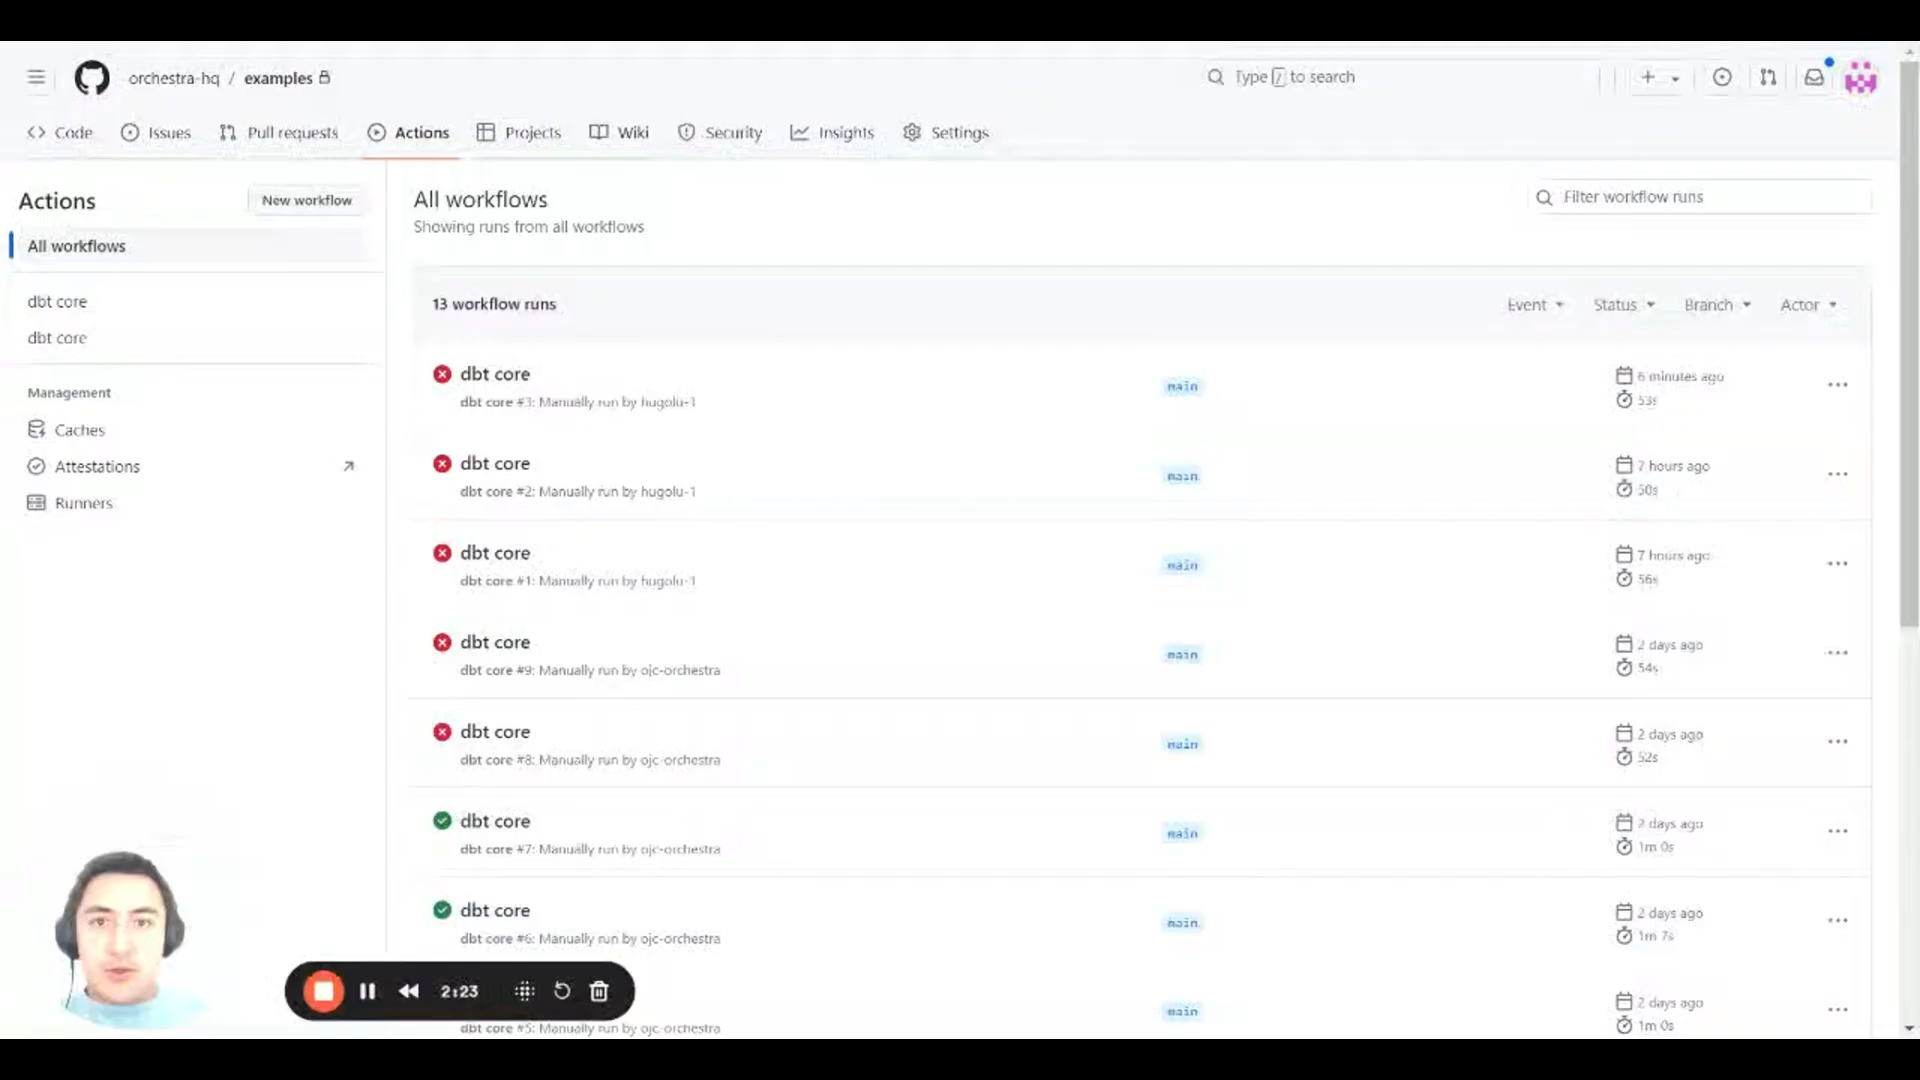 orchestra-hq / examples
Type / to search
Code Issues Pull requests Actions Projects Wiki Security Insights Settings
Actions
New workflow
All workflows
dbt core
dbt core
Management
Caches
Attestations
Runners
All workflows
Showing runs from all workflows
Filter workflow runs
13 workflow runs
Event Status Branch Actor
dbt core
dbt core #3: Manually run by hugolu-1
main
6 minutes ago
53s
dbt core
dbt core #2: Manually run by hugolu-1
main
7 hours ago
50s
dbt core
dbt core #1: Manually run by hugolu-1
main
7 hours ago
56s
dbt core
dbt core #9: Manually run by ojc-orchestra
main
2 days ago
54s
dbt core
dbt core #8: Manually run by ojc-orchestra
main
2 days ago
52s
dbt core
dbt core #7: Manually run by ojc-orchestra
main
2 days ago
1m 0s
dbt core
dbt core #6: Manually run by ojc-orchestra
main
2 days ago
1m 7s
2:23
dbt core #5: Manually run by ojc-orchestra
main
2 days ago
1m 0s